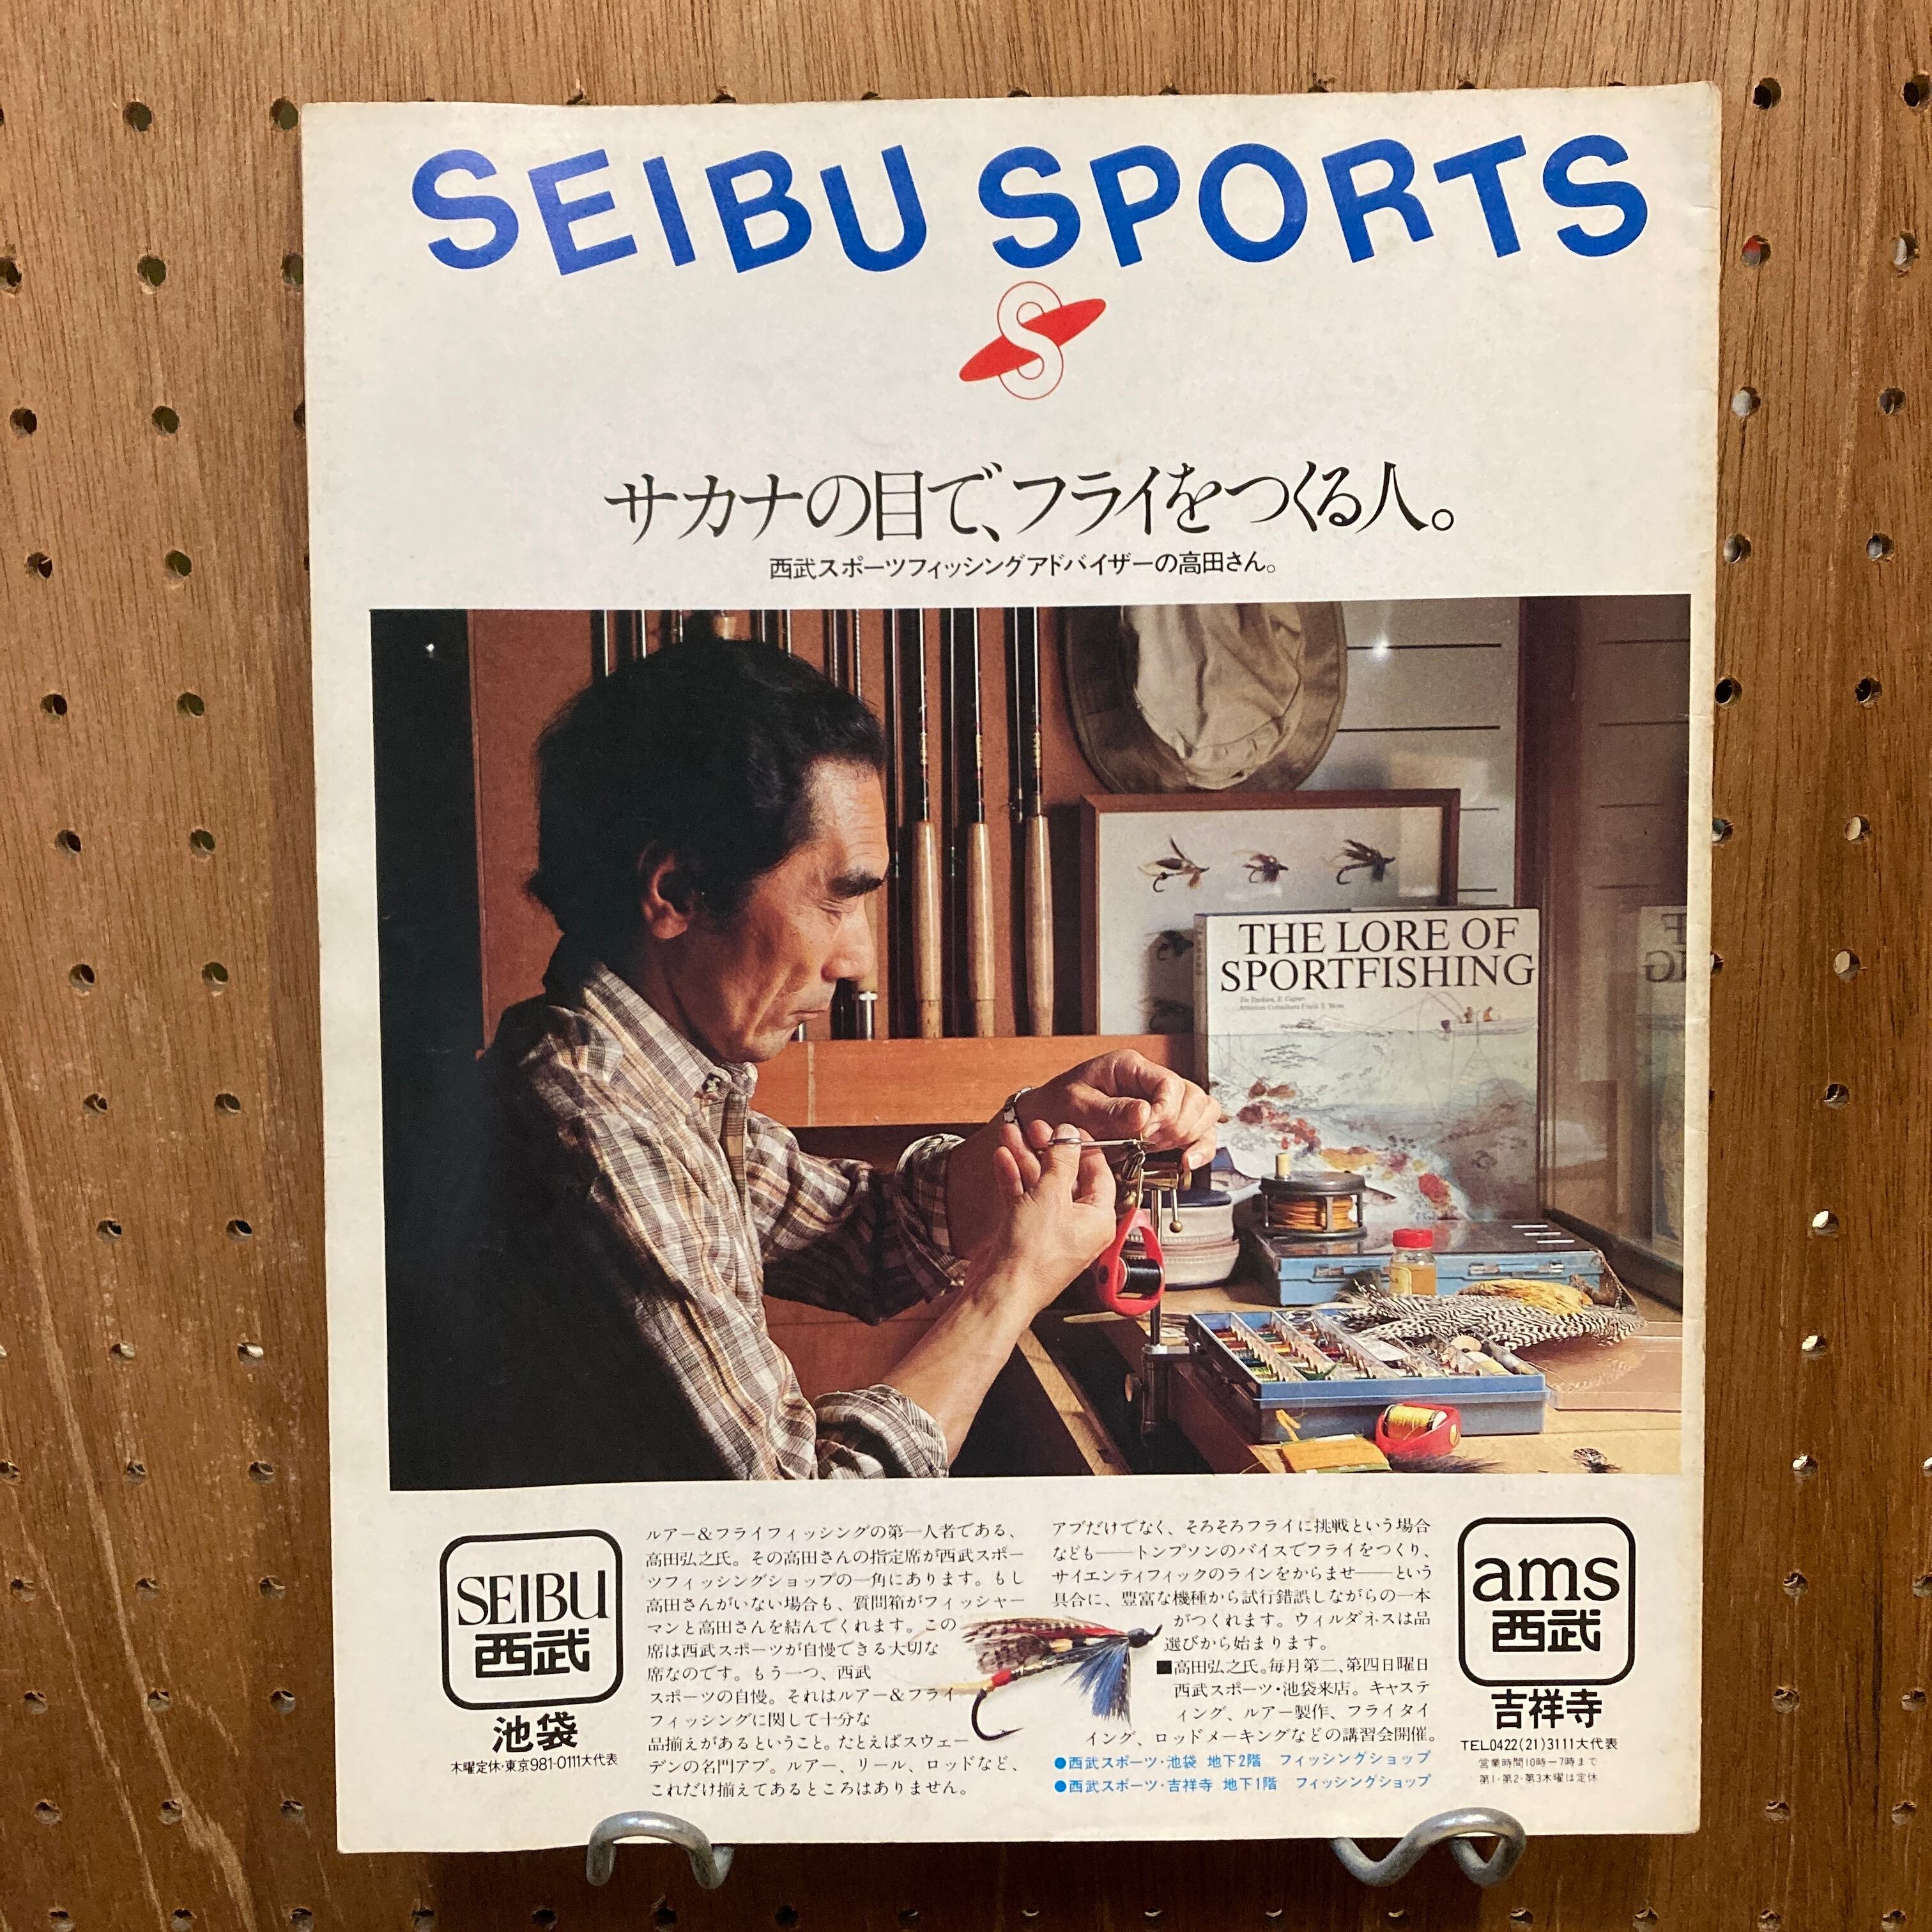 SEIBU SPORTS
S
サカナの目で、フライをつくる人。
西武スポーツフィッシングアドバイザーの高田さん。
THE LORE OF
SPORTFISHING
SEIBU
西武
池袋
木曜定休・東京981-0111大代表
ルアー&フライフィッシングの第一人者である、
高田弘之氏。その高田さんの指定席が西武スポー
ツフィッシングショップの一角にあります。もし
高田さんがいない場合も、質問箱がフィッシャー
マンと高田さんを結んでくれます。この
席は西武スポーツが自慢できる大切な
席なのです。もう一つ、西武
スポーツの自慢。それはルアー&フライ
フィッシングに関して十分な
品揃えがあるということ。たとえばスウェー
デンの名門アブ。ルアー、リール、ロッドなど、
これだけ揃えてあるところはありません。
アブだけでなく、そろそろフライに挑戦という場合
なども――トンプソンのバイスでフライをつくり、
サイエンティフィックのラインをからませ――という
具合に、豊富な機種から試行錯誤しながらの一本
がつくれます。ウィルダネスは品
選びから始まります。
■高田弘之氏。毎月第二、第四日曜日
西武スポーツ・池袋来店。キャステ
ィング、ルアー製作、フライタイ
イング、ロッドメーキングなどの講習会開催。
●西武スポーツ・池袋 地下2階 フィッシングショップ
●西武スポーツ・吉祥寺 地下1階 フィッシングショップ
ams
西武
吉祥寺
TEL0422(21)3111大代表
営業時間10時―7時まで
第1・第2・第3木曜は定休